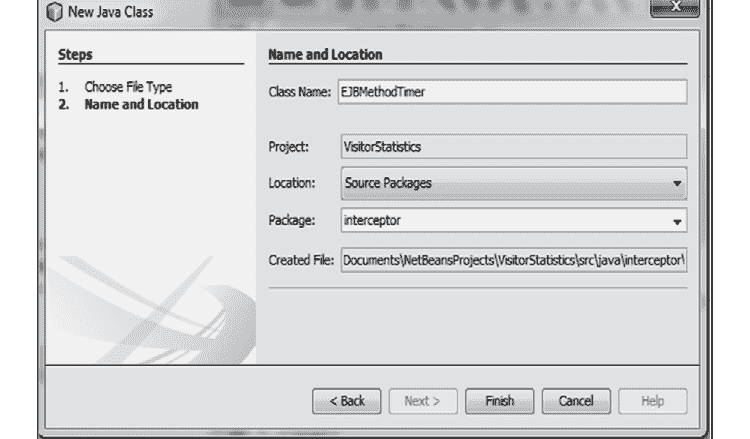 New Java Class
X
Steps
1. Choose File Type
2. Name and Location
Name and Location
Class Name: EJBMethodTimer
Project: VisitorStatistics
Location: Source Packages
Package: interceptor
Created File: Documents\NetBeansProjects\VisitorStatistics\src\java\interceptor\
< Back Next > Finish Cancel Help